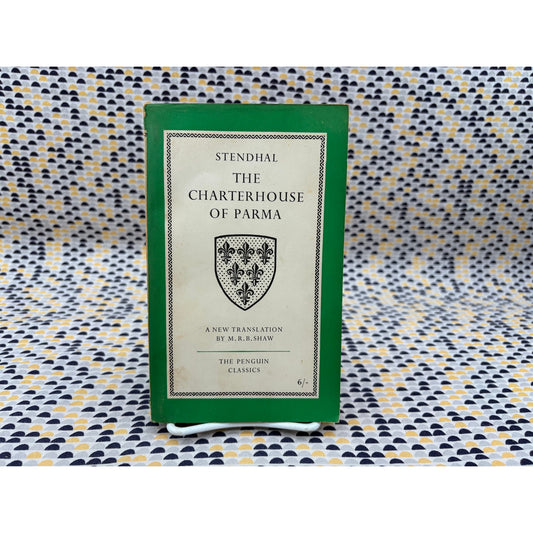 STENDHAL
THE
CHARTERHOUSE
OF PARMA
A NEW TRANSLATION
BY M. R. B. SHAW
THE PENGUIN
CLASSICS
6/-